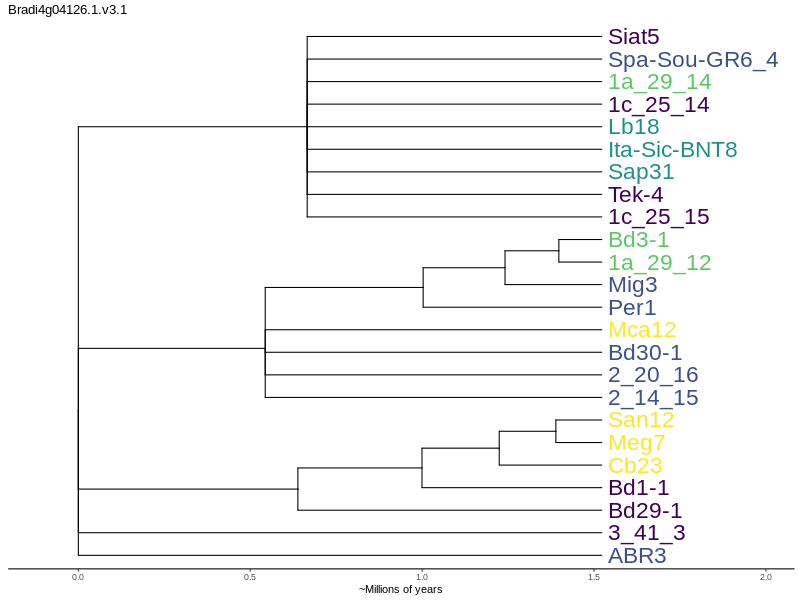 Bradi4g04126.1.v3.1
Siat5
Spa-Sou-GR6_4
1a_29_14
1c_25_14
Lb18
Ita-Sic-BNT8
Sap31
Tek-4
1c_25_15
Bd3-1
1a_29_12
Mig3
Per1
Mca12
Bd30-1
2_20_16
2_14_15
San12
Meg7
Cb23
Bd1-1
Bd29-1
3_41_3
ABR3
0.0 0.5 1.0 1.5 2.0
~Millions of years